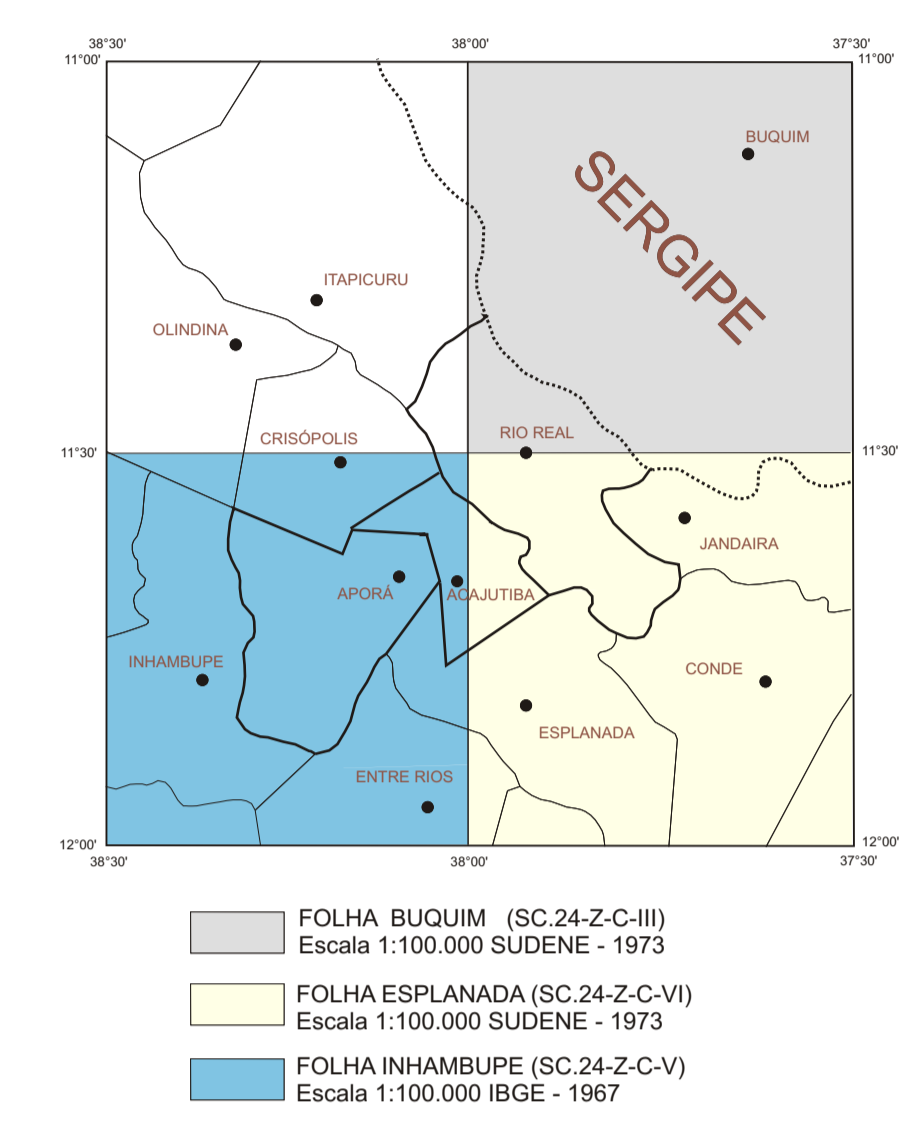 38°30'
38°00'
37°30'
11°00'
11°00'
BUQUIM
SERGIPE
ITAPICURU
OLINDINA
CRISÓPOLIS
RIO REAL
11°30'
11°30'
JANDAIRA
APORÁ
ACAJUTIBA
INHAMBUPE
CONDE
ESPLANADA
ENTRE RIOS
12°00'
12°00'
38°30'
38°00'
37°30'
FOLHA BUQUIM (SC.24-Z-C-III)
Escala 1:100.000 SUDENE - 1973
FOLHA ESPLANADA (SC.24-Z-C-VI)
Escala 1:100.000 SUDENE - 1973
FOLHA INHAMBUPE (SC.24-Z-C-V)
Escala 1:100.000 IBGE - 1967